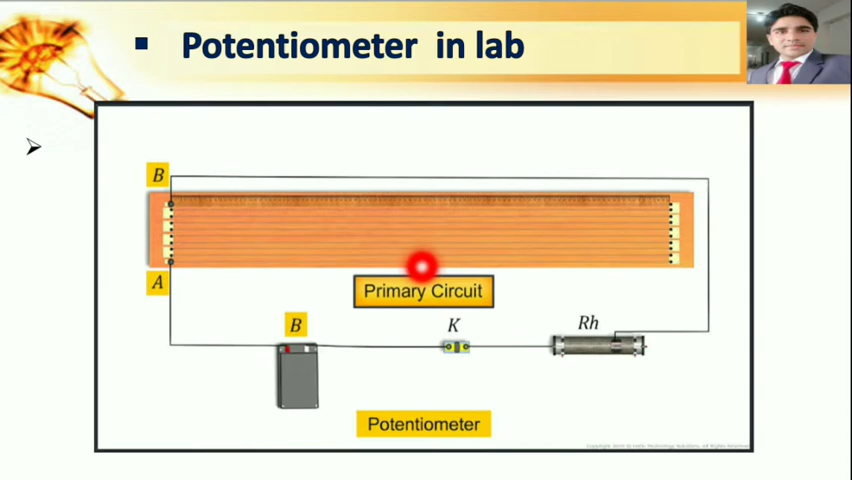 Potentiometer in lab
B
A
Primary Circuit
B
K
Rh
Potentiometer